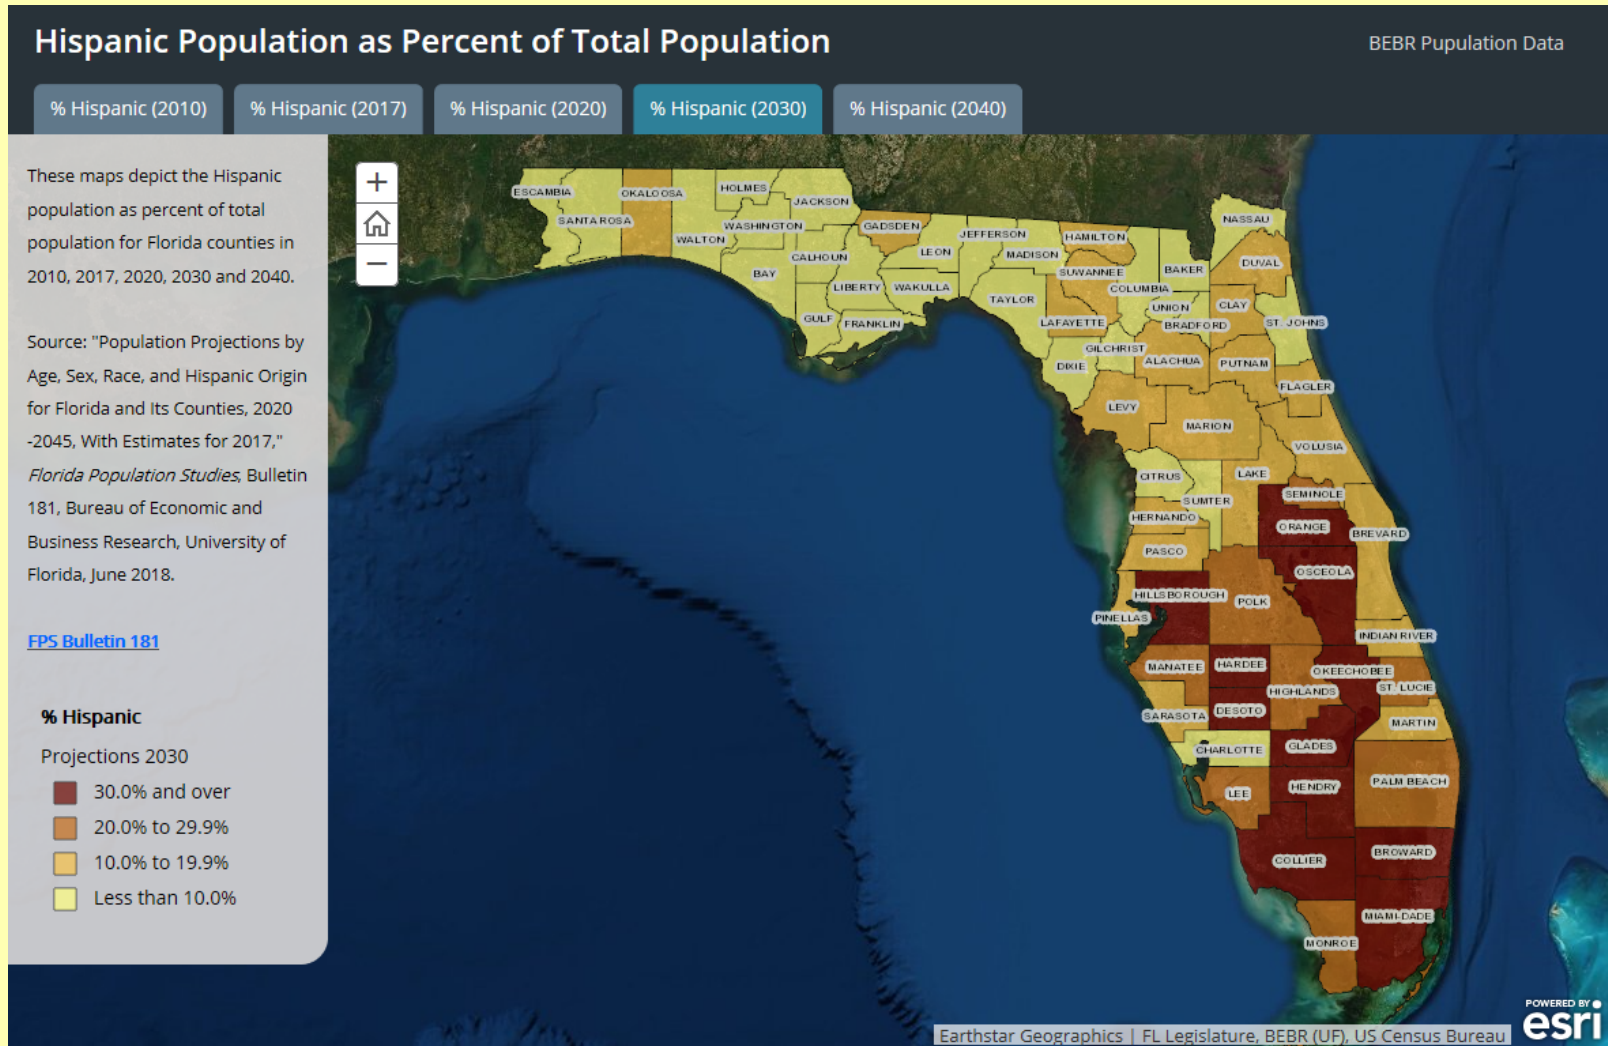 Hispanic Population as Percent of Total Population
BEBR Pupulation Data
% Hispanic (2010)
% Hispanic (2017)
% Hispanic (2020)
% Hispanic (2030)
% Hispanic (2040)
These maps depict the Hispanic
population as percent of total
population for Florida counties in
2010, 2017, 2020, 2030 and 2040.
Source: "Population Projections by
Age, Sex, Race, and Hispanic Origin
for Florida and Its Counties, 2020
-2045, With Estimates for 2017,"
Florida Population Studies, Bulletin
181, Bureau of Economic and
Business Research, University of
Florida, June 2018.
FPS Bulletin 181
% Hispanic
Projections 2030
30.0% and over
20.0% to 29.9%
10.0% to 19.9%
Less than 10.0%
+
−
ESCAMBIA
SANTA ROSA
OKALOOSA
WALTON
HOLMES
WASHINGTON
JACKSON
BAY
CALHOUN
GULF
LIBERTY
FRANKLIN
GADSDEN
LEON
WAKULLA
JEFFERSON
MADISON
TAYLOR
HAMILTON
SUWANNEE
LAFAYETTE
COLUMBIA
BAKER
UNION
BRADFORD
NASSAU
DUVAL
CLAY
ST. JOHNS
GILCHRIST
DIXIE
ALACHUA
PUTNAM
FLAGLER
LEVY
MARION
VOLUSIA
CITRUS
SUMTER
LAKE
SEMINOLE
HERNANDO
ORANGE
BREVARD
PASCO
OSCEOLA
HILLSBOROUGH
POLK
PINELLAS
INDIAN RIVER
MANATEE
HARDEE
OKEECHOBEE
HIGHLANDS
ST. LUCIE
SARASOTA
DESOTO
MARTIN
CHARLOTTE
GLADES
LEE
HENDRY
PALM BEACH
COLLIER
BROWARD
MIAMI-DADE
MONROE
POWERED BY
esri
Earthstar Geographics | FL Legislature, BEBR (UF), US Census Bureau